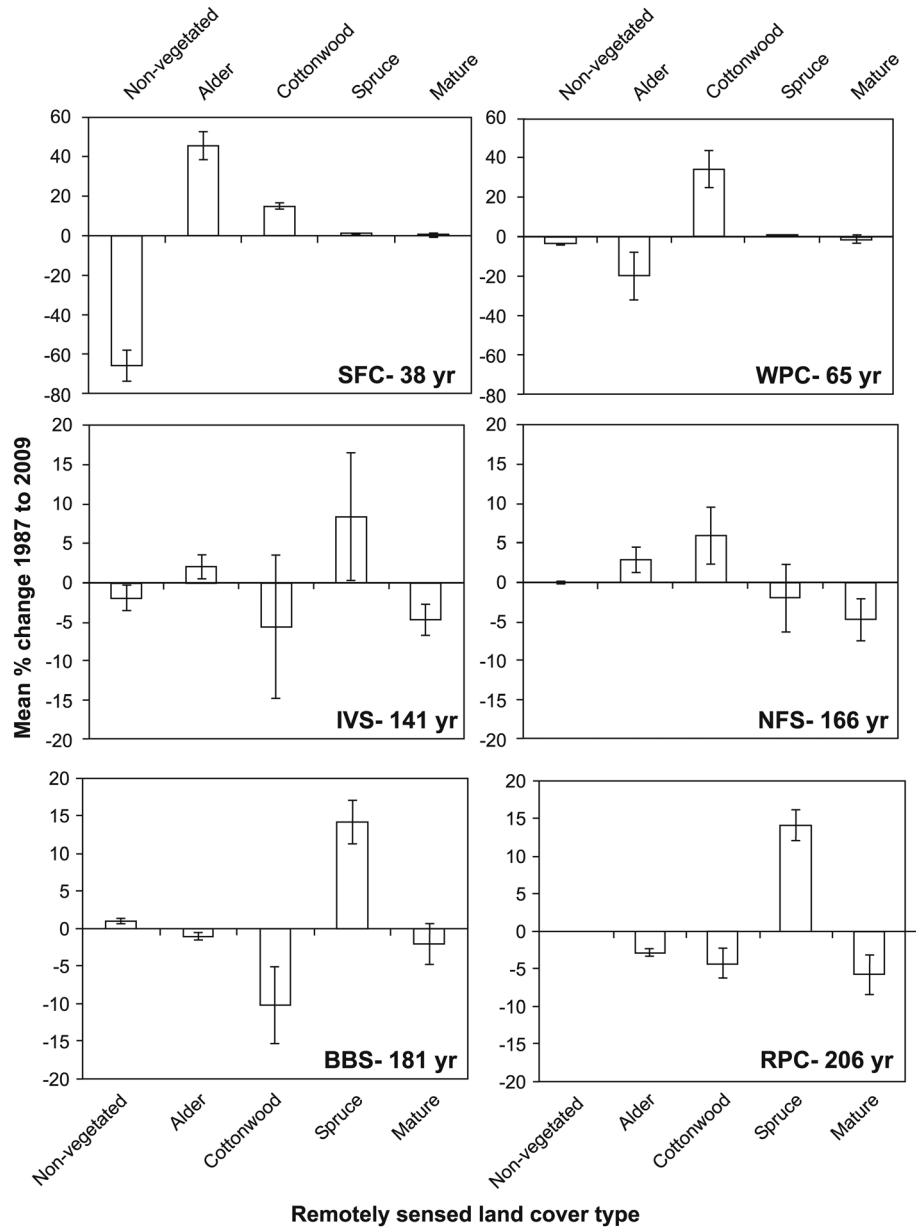 Non-vegetated
Alder
Cottonwood
Spruce
Mature
Non-vegetated
Alder
Cottonwood
Spruce
Mature
Mean % change 1987 to 2009
60
40
20
0
-20
-40
-60
-80
SFC- 38 yr
60
40
20
0
-20
-40
-60
-80
WPC- 65 yr
20
15
10
5
0
-5
-10
-15
-20
IVS- 141 yr
20
15
10
5
0
-5
-10
-15
-20
NFS- 166 yr
20
15
10
5
0
-5
-10
-15
-20
BBS- 181 yr
20
15
10
5
0
-5
-10
-15
-20
RPC- 206 yr
Non-vegetated
Alder
Cottonwood
Spruce
Mature
Non-vegetated
Alder
Cottonwood
Spruce
Mature
Remotely sensed land cover type